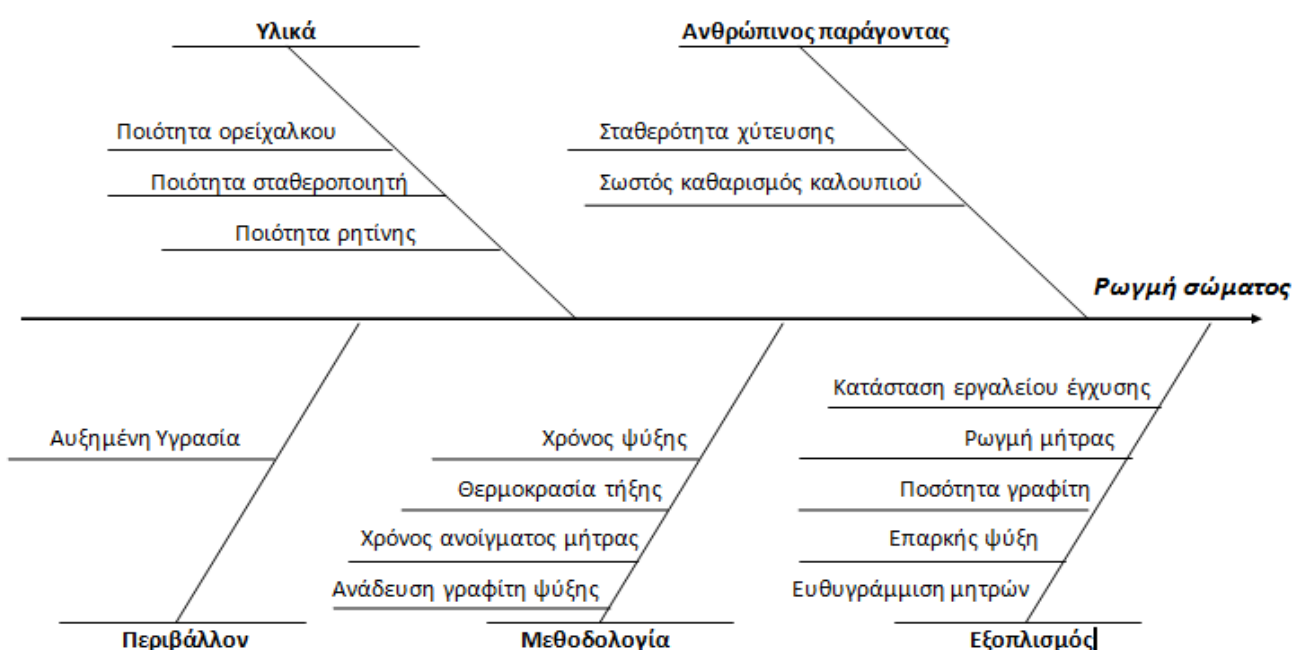 Υλικά
Ανθρώπινος παράγοντας
Ποιότητα ορείχαλκου
Σταθερότητα χύτευσης
Ποιότητα σταθεροποιητή
Σωστός καθαρισμός καλουπιού
Ποιότητα ρητίνης
Ρωγμή σώματος
Κατάσταση εργαλείου έγχυσης
Αυξημένη Υγρασία
Χρόνος ψύξης
Ρωγμή μήτρας
Θερμοκρασία τήξης
Ποσότητα γραφίτη
Χρόνος ανοίγματος μήτρας
Επαρκής ψύξη
Ανάδευση γραφίτη ψύξης
Ευθυγράμμιση μητρών
Περιβάλλον
Μεθοδολογία
Εξοπλισμός